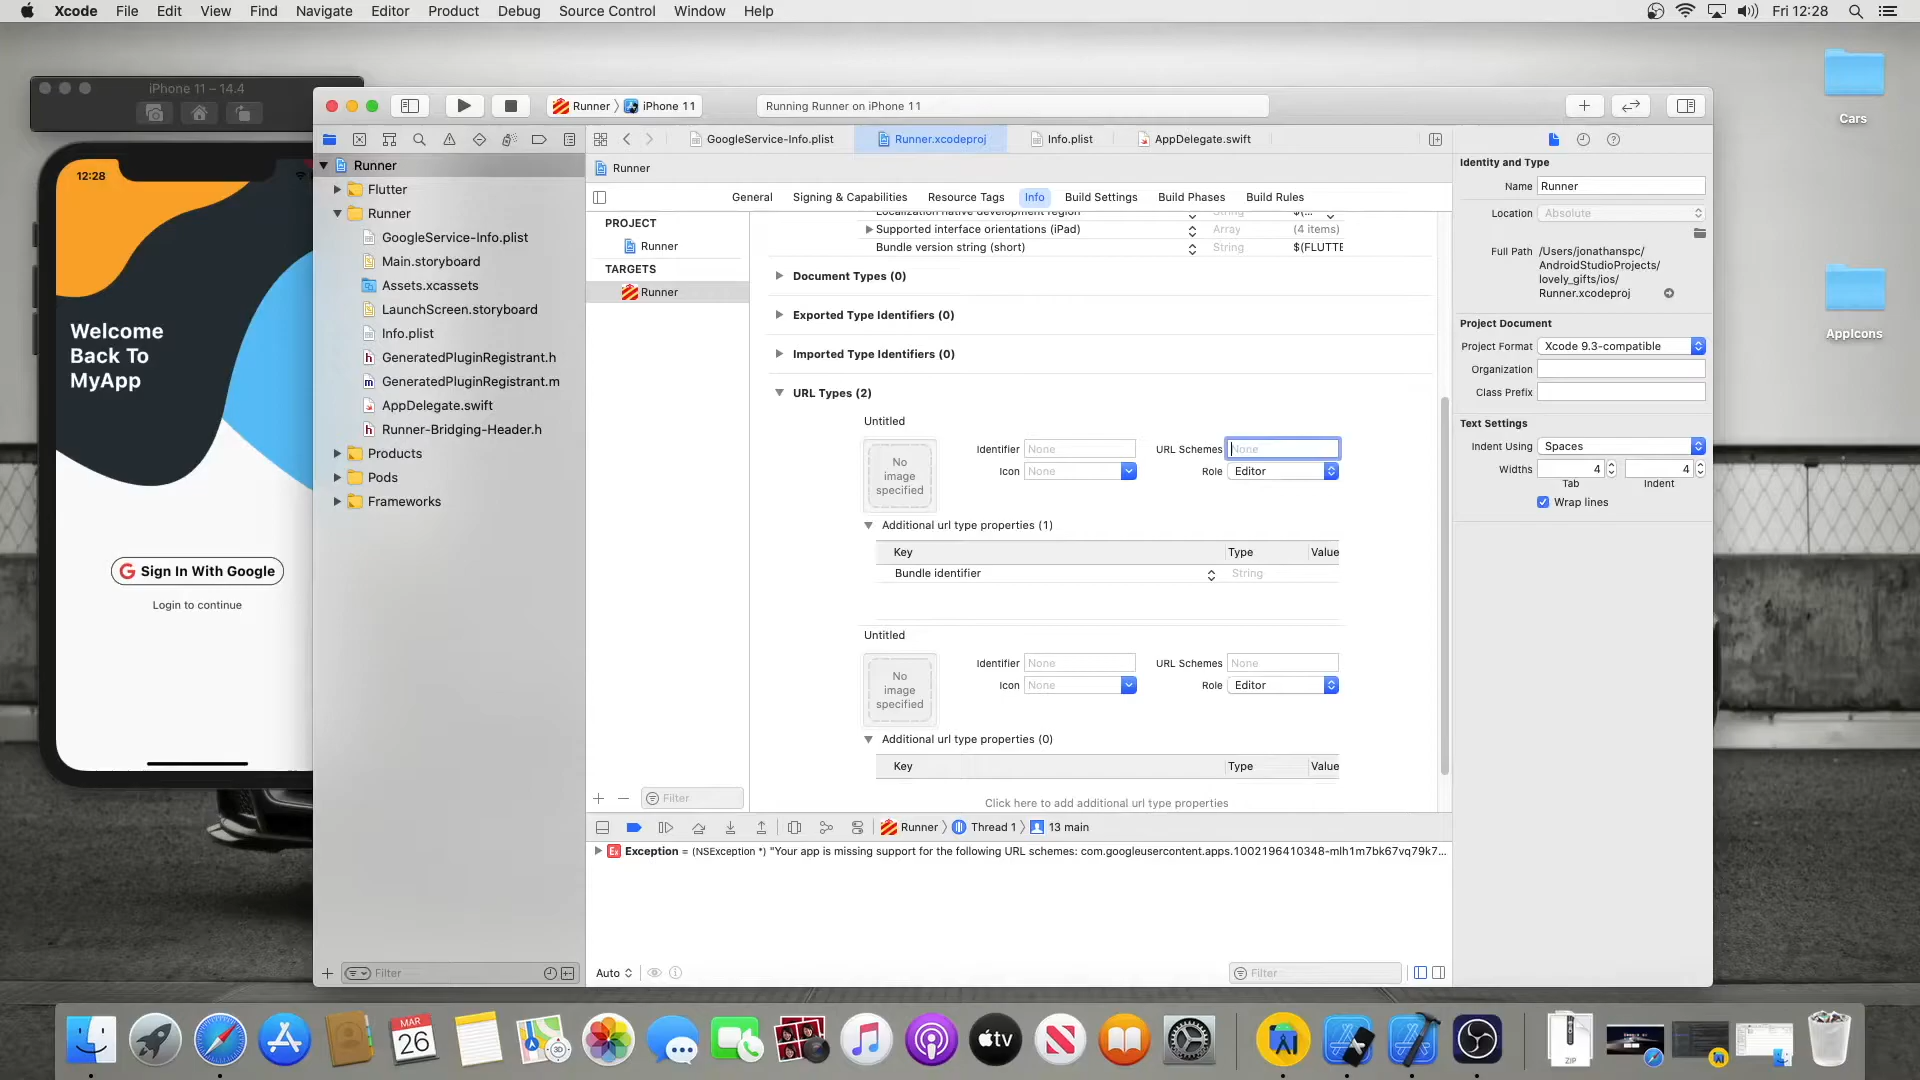 Xcode File Edit View Find Navigate Editor Product Debug Source Control Window Help
Fri 12:28
Cars
AppIcons
iPhone 11 – 14.4
12:28
Welcome
Back To
MyApp
Sign In With Google
Login to continue
Runner 〉 iPhone 11
Running Runner on iPhone 11
GoogleService-Info.plist
Runner.xcodeproj
Info.plist
AppDelegate.swift
Runner
Flutter
Runner
GoogleService-Info.plist
Main.storyboard
Assets.xcassets
LaunchScreen.storyboard
Info.plist
GeneratedPluginRegistrant.h
GeneratedPluginRegistrant.m
AppDelegate.swift
Runner-Bridging-Header.h
Products
Pods
Frameworks
Filter
Runner
General Signing & Capabilities Resource Tags Info Build Settings Build Phases Build Rules
PROJECT
Runner
TARGETS
Runner
Filter
Localization native development region String $(...
Supported interface orientations (iPad) Array (4 items)
Bundle version string (short) String $(FLUTTE
Document Types (0)
Exported Type Identifiers (0)
Imported Type Identifiers (0)
URL Types (2)
Untitled
No
image
specified
Identifier None URL Schemes None
Icon None Role Editor
Additional url type properties (1)
Key Type Value
Bundle identifier String
Untitled
No
image
specified
Identifier None URL Schemes None
Icon None Role Editor
Additional url type properties (0)
Key Type Value
Click here to add additional url type properties
Runner 〉 Thread 1 〉 13 main
Exception = (NSException *) "Your app is missing support for the following URL schemes: com.googleusercontent.apps.1002196410348-mlh1m7bk67vq79k7...
Auto
Filter
Identity and Type
Name Runner
Location Absolute
Full Path /Users/jonathanspc/
AndroidStudioProjects/
lovely_gifts/ios/
Runner.xcodeproj
Project Document
Project Format Xcode 9.3-compatible
Organization
Class Prefix
Text Settings
Indent Using Spaces
Widths 4 4
Tab Indent
Wrap lines
MAR
26
3D
tv
ZIP